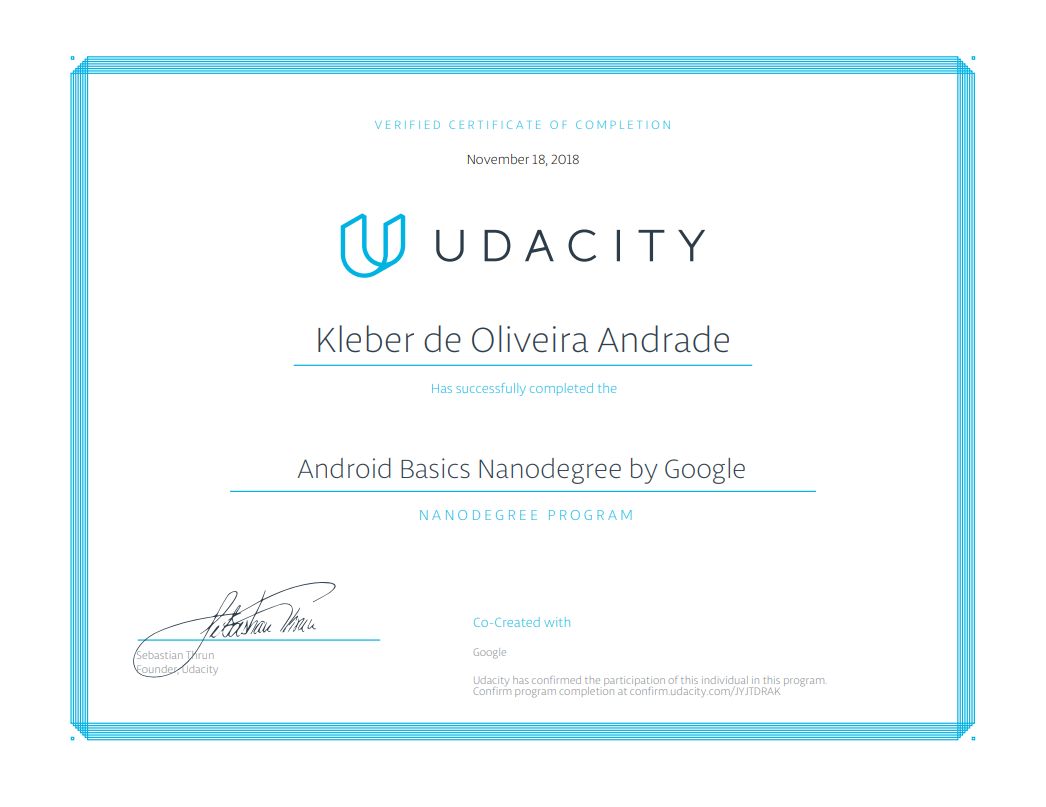 VERIFIED CERTIFICATE OF COMPLETION
November 18, 2018
UDACITY
Kleber de Oliveira Andrade
Has successfully completed the
Android Basics Nanodegree by Google
NANODEGREE PROGRAM
Sebastian Thrun
Sebastian Thrun
Founder, Udacity
Co-Created with
Google
Udacity has confirmed the participation of this individual in this program.
Confirm program completion at confirm.udacity.com/JYJTDRAK